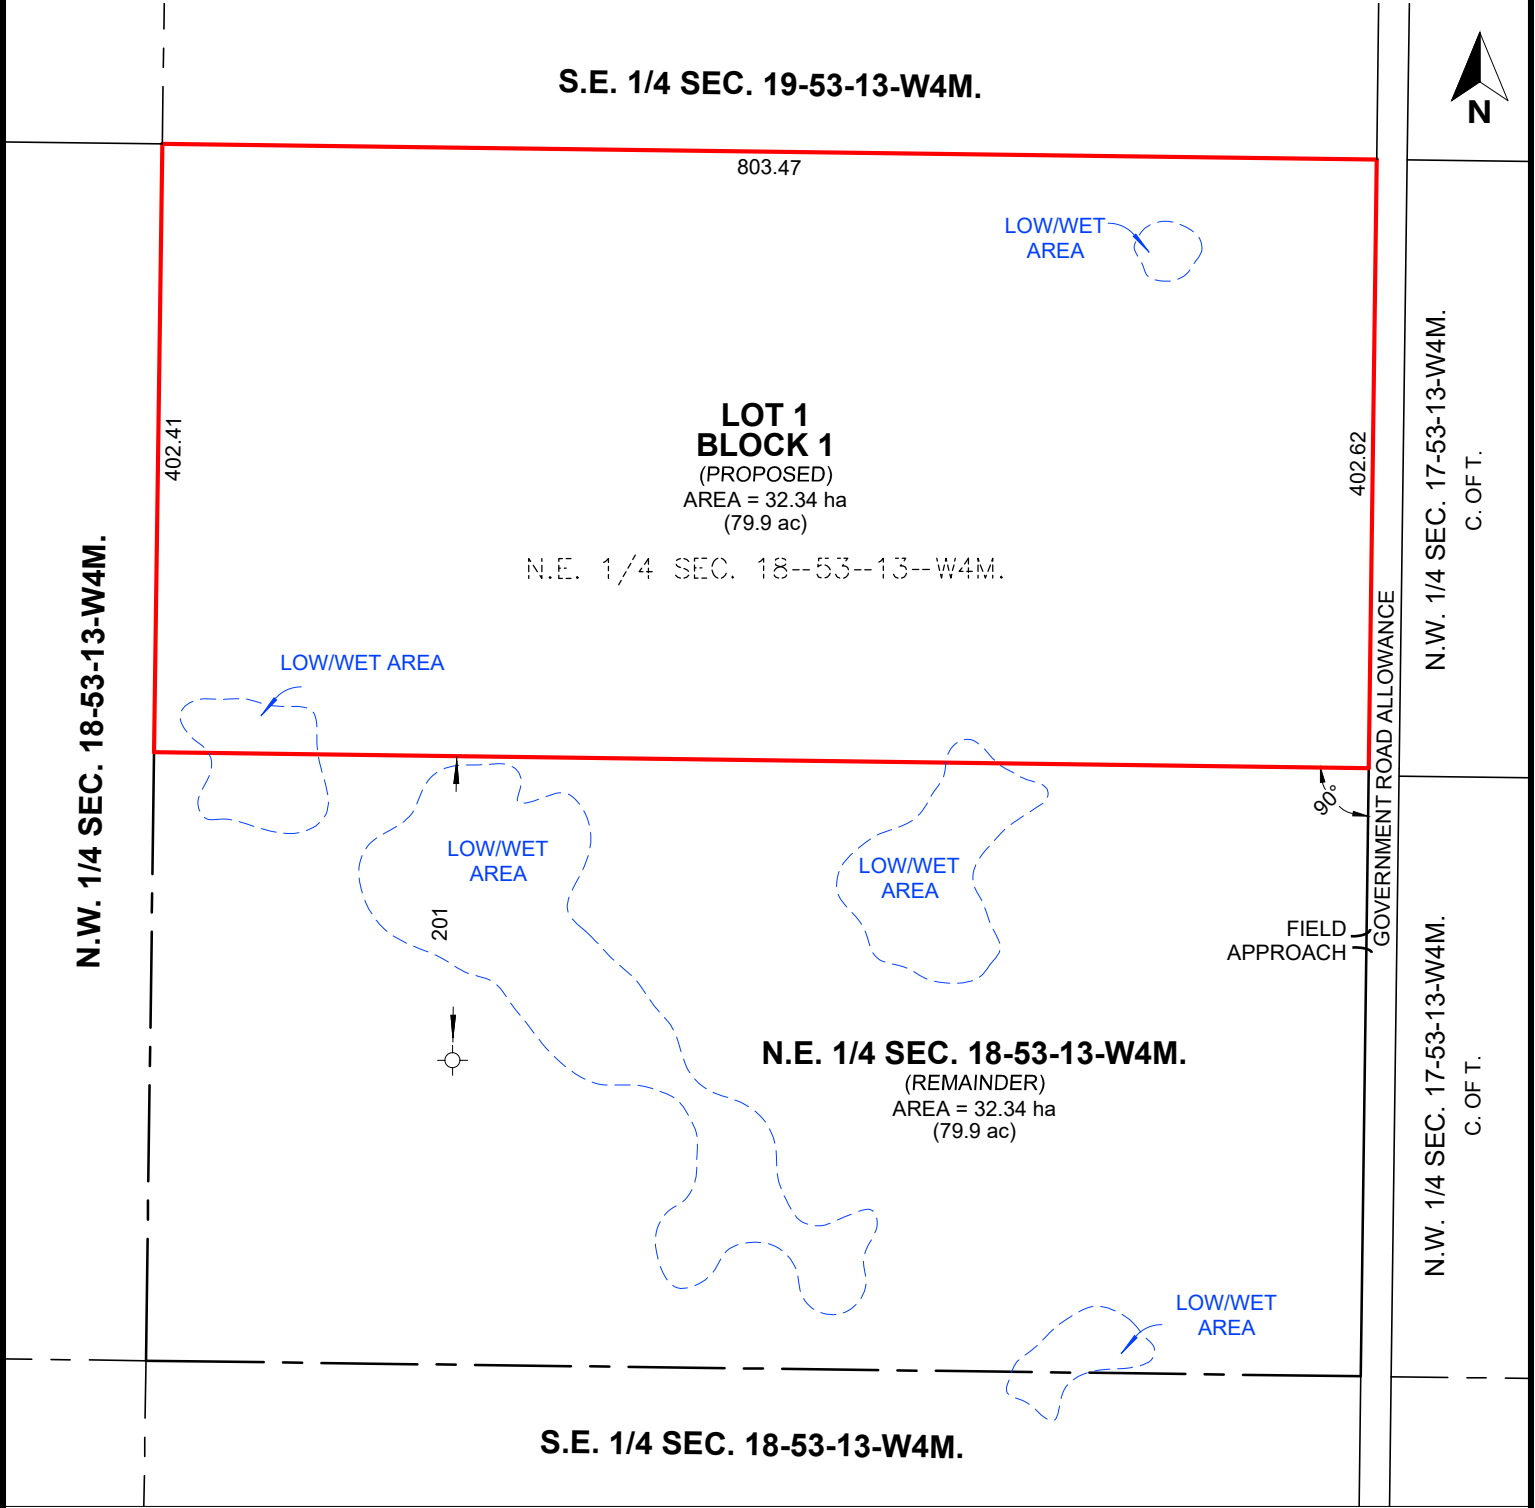 S.E. 1/4 SEC. 19-53-13-W4M.
N
803.47
LOW/WET
AREA
402.41
LOT 1
BLOCK 1
(PROPOSED)
AREA = 32.34 ha
(79.9 ac)
402.62
N.W. 1/4 SEC. 17-53-13-W4M.
C. OF T.
N.E. 1/4 SEC. 18--53--13--W4M.
N.W. 1/4 SEC. 18-53-13-W4M.
LOW/WET AREA
GOVERNMENT ROAD ALLOWANCE
90°
LOW/WET
AREA
LOW/WET
AREA
201
FIELD
APPROACH
N.E. 1/4 SEC. 18-53-13-W4M.
(REMAINDER)
AREA = 32.34 ha
(79.9 ac)
N.W. 1/4 SEC. 17-53-13-W4M.
C. OF T.
LOW/WET
AREA
S.E. 1/4 SEC. 18-53-13-W4M.